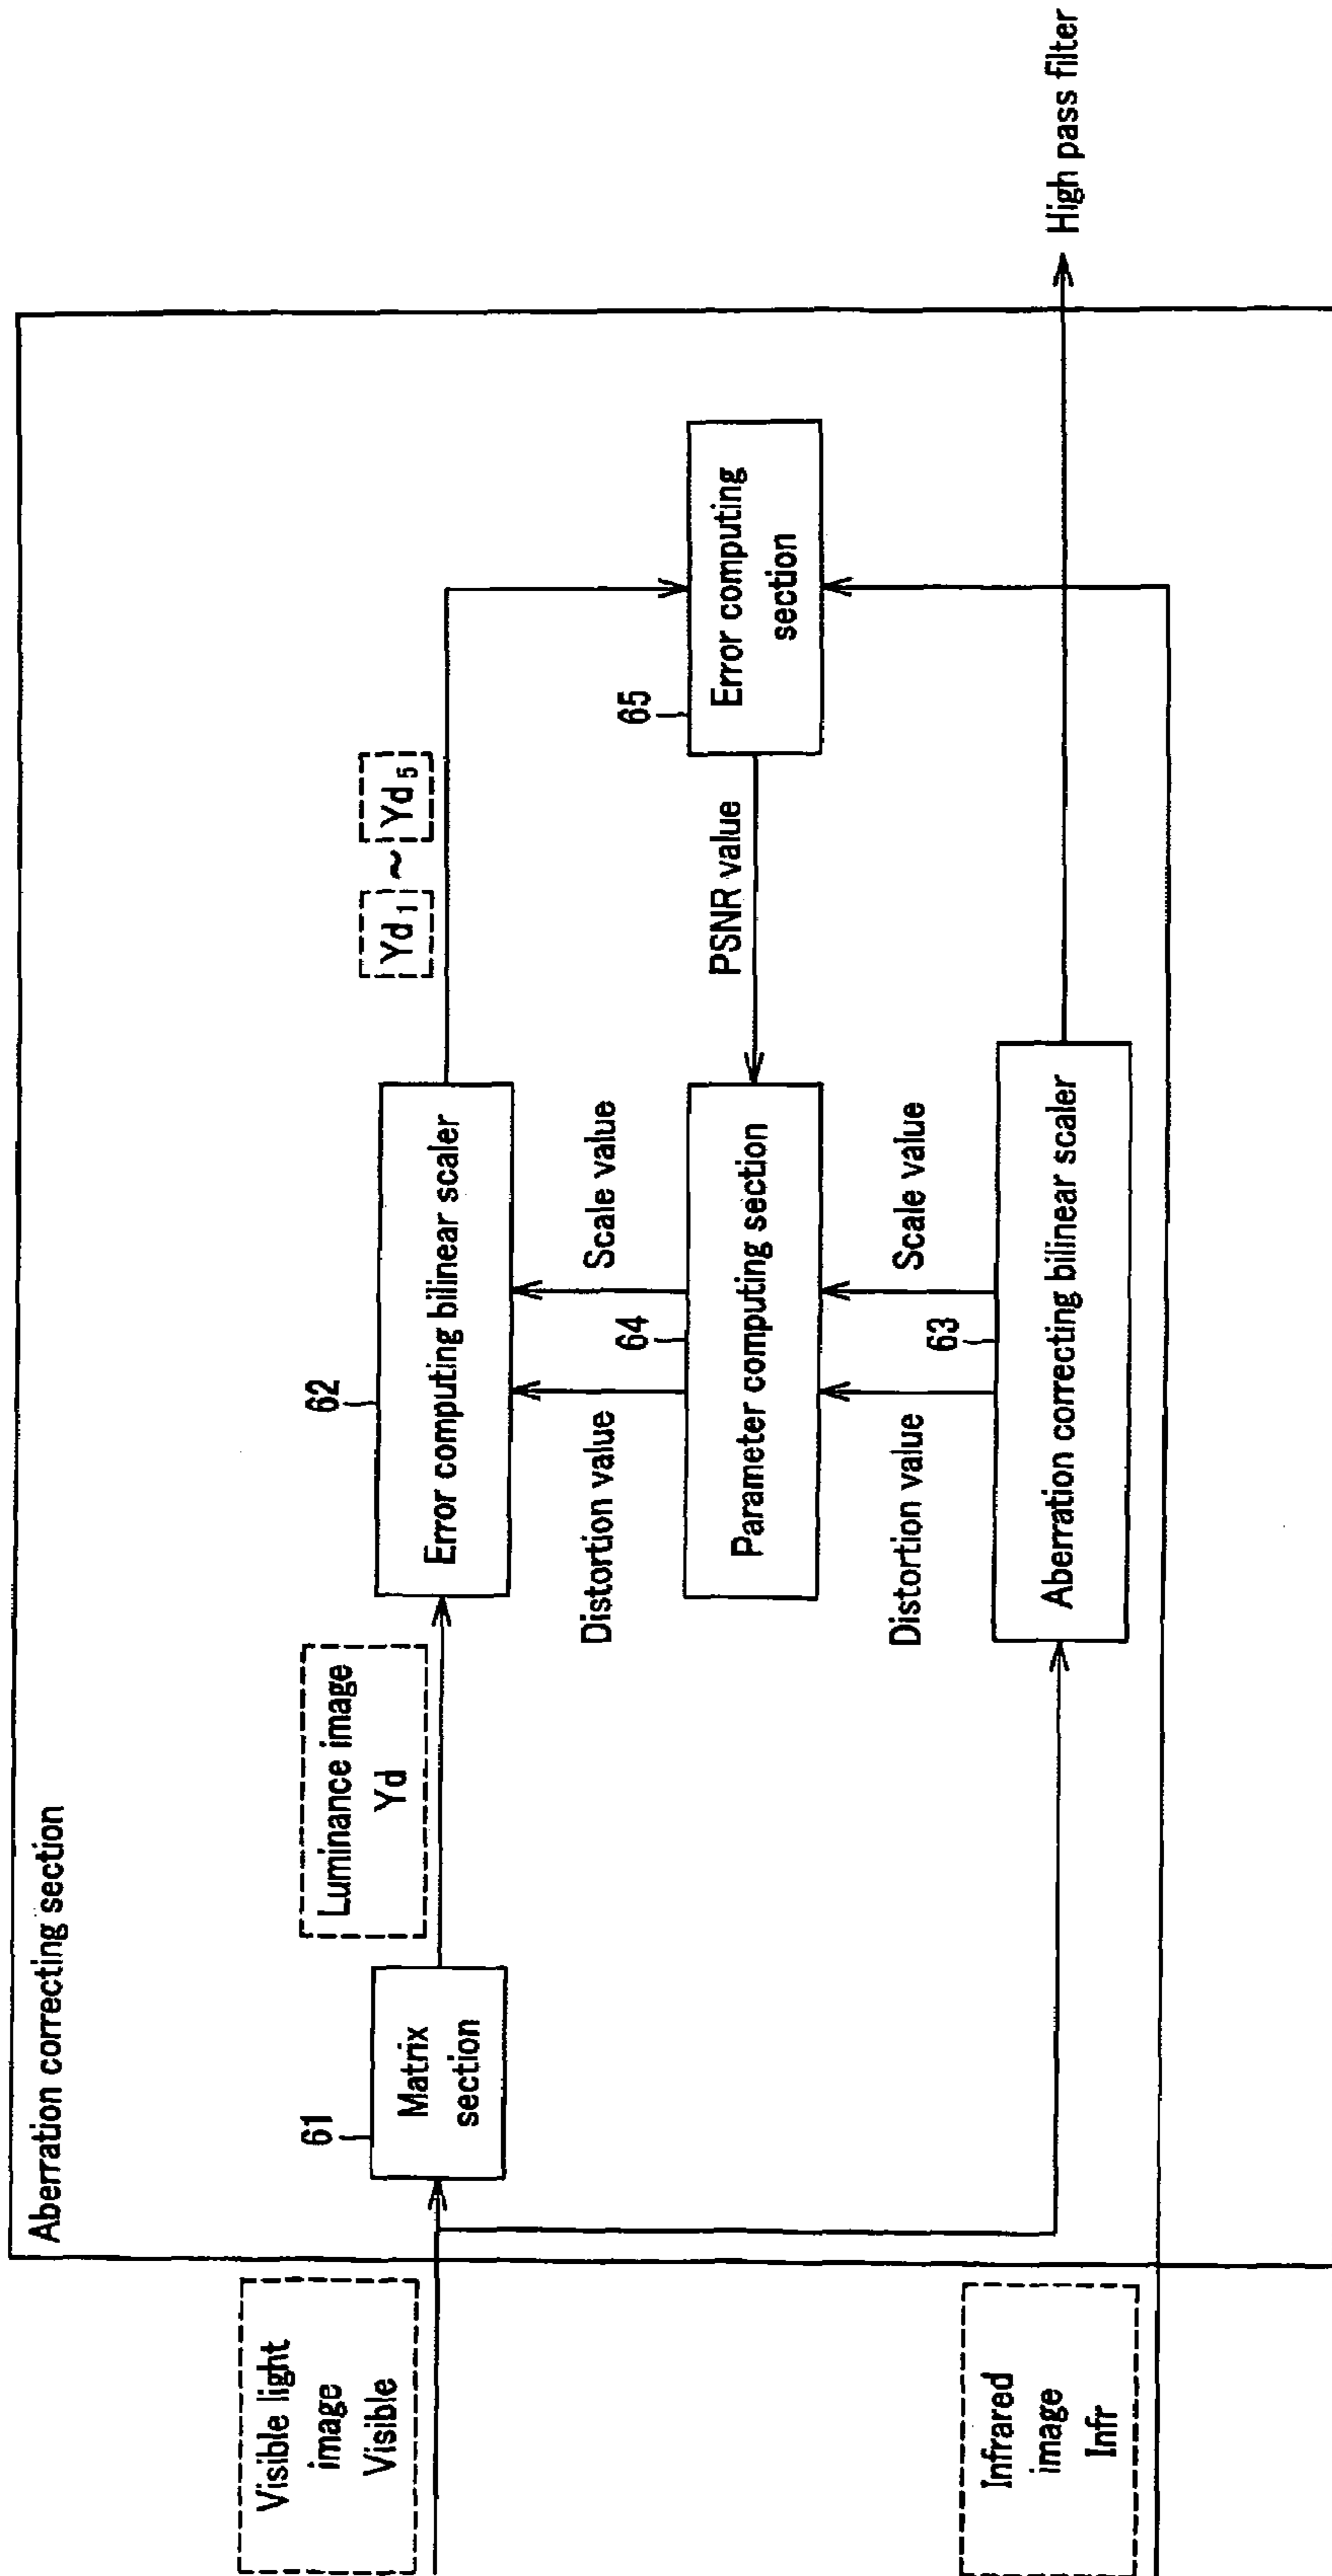 Aberration correcting section
Visible light
image
Visible
61
Matrix
section
Luminance image
Yd
62
Error computing bilinear scaler
Yd1 ~ Yd5
Distortion value
Scale value
64
Parameter computing section
PSNR value
65
Error computing
section
Distortion value
Scale value
63
Aberration correcting bilinear scaler
High pass filter
Infrared
image
Infr